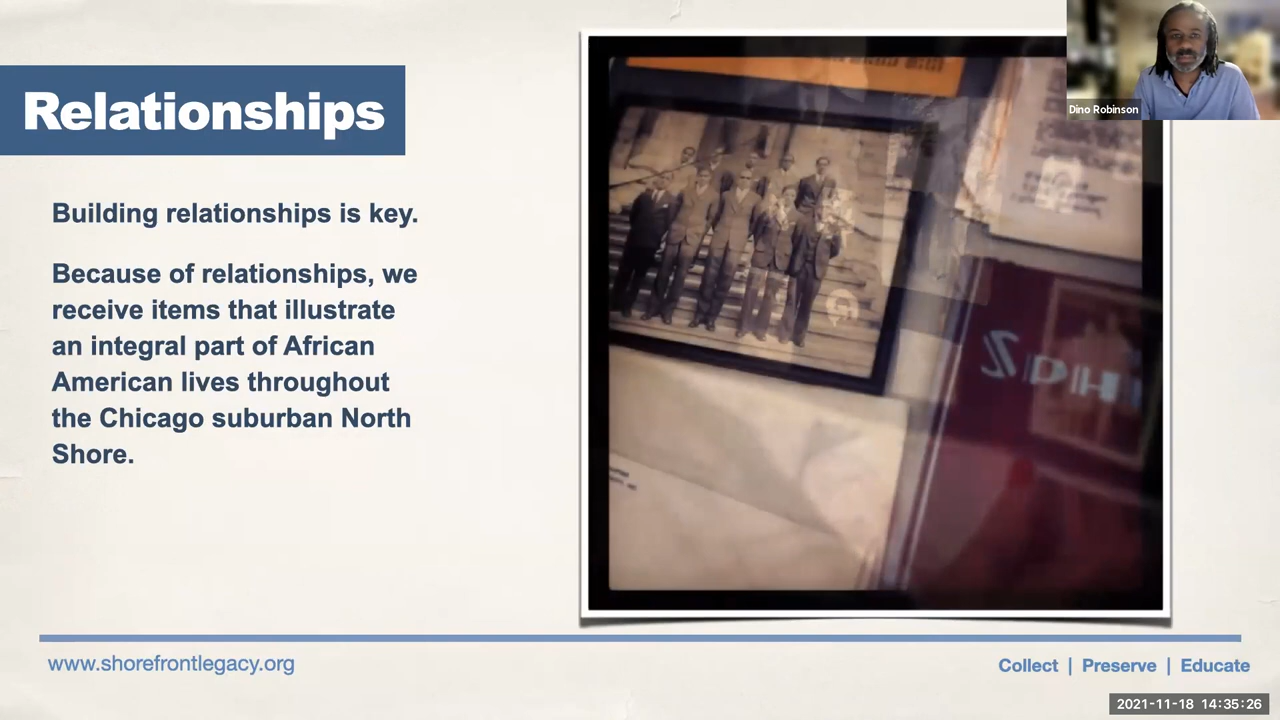 Relationships
Building relationships is key.
Because of relationships, we
receive items that illustrate
an integral part of African
American lives throughout
the Chicago suburban North
Shore.
Dino Robinson
www.shorefrontlegacy.org
Collect | Preserve | Educate
2021-11-18 14:35:26